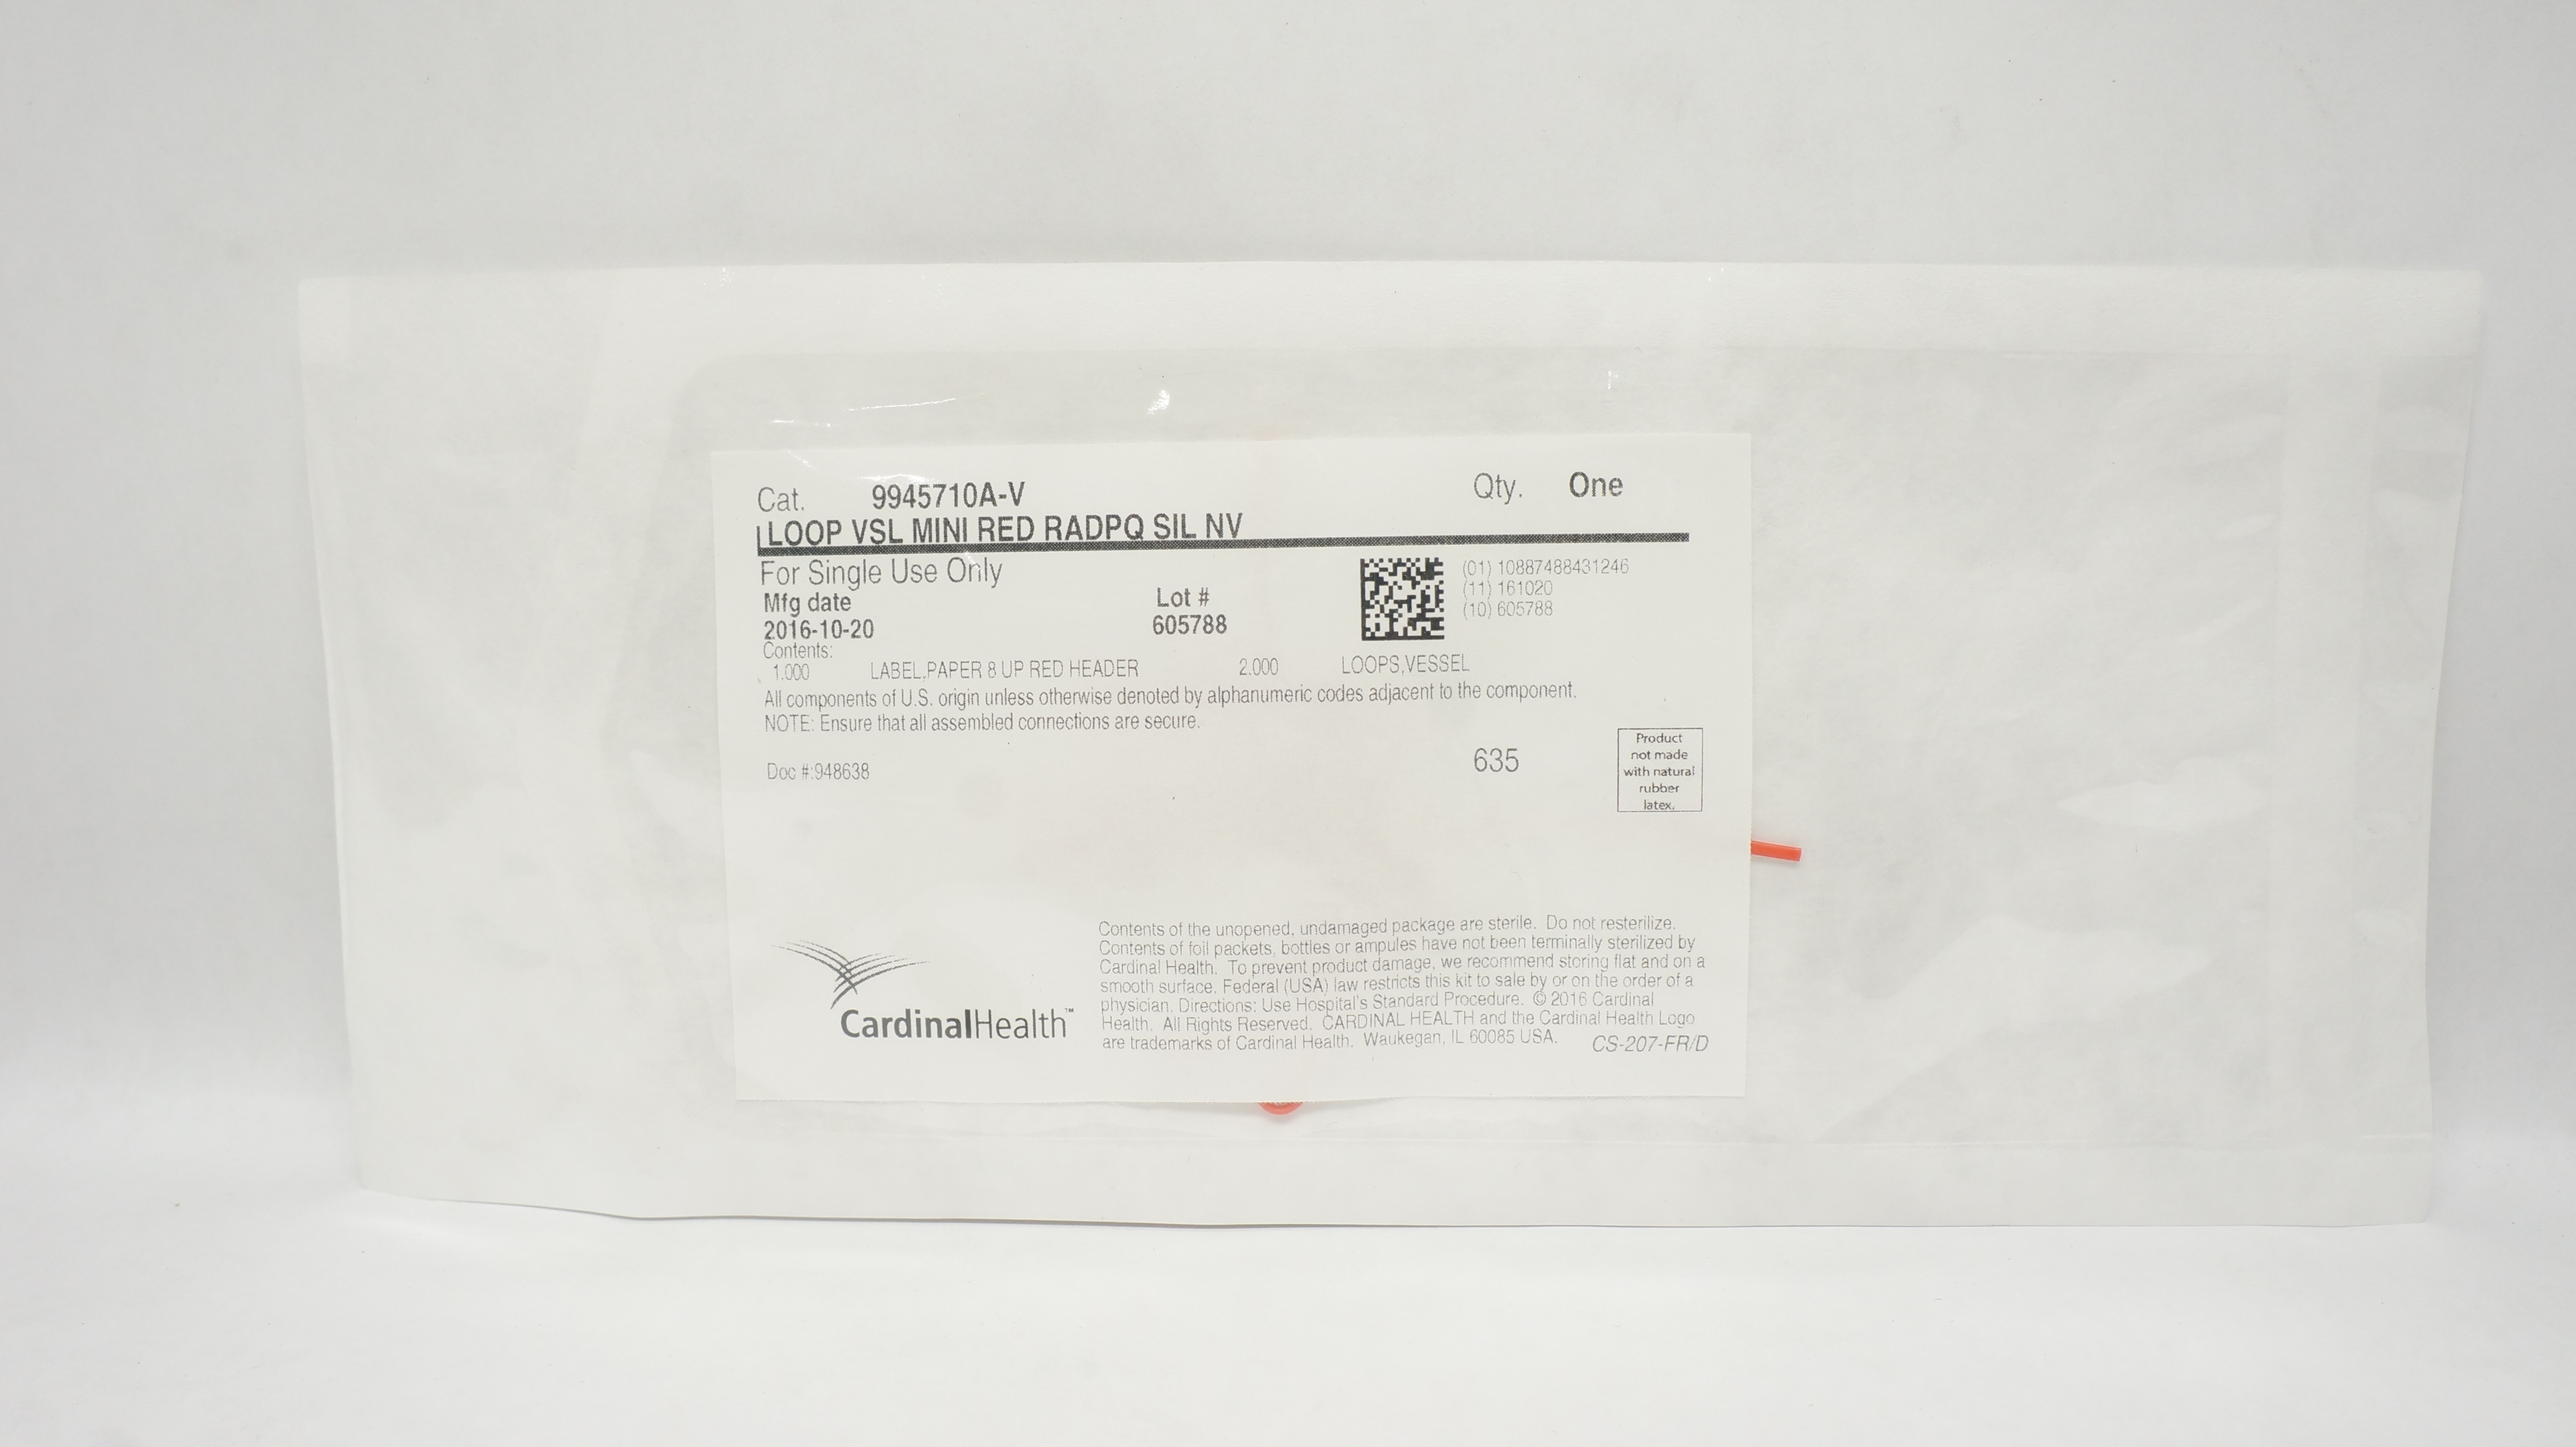 Cat. 9945710A-V Qty. One
LOOP VSL MINI RED RADPQ SIL NV
For Single Use Only
Mfg date Lot #
2016-10-20 605788
(01) 10887488431246
(11) 161020
(10) 605788
Contents:
1.000 LABEL,PAPER 8 UP RED HEADER 2.000 LOOPS,VESSEL
All components of U.S. origin unless otherwise denoted by alphanumeric codes adjacent to the component.
NOTE: Ensure that all assembled connections are secure.
Doc #:948638
635
Product
not made
with natural
rubber
latex.
CardinalHealth™
Contents of the unopened, undamaged package are sterile. Do not resterilize.
Contents of foil packets, bottles or ampules have not been terminally sterilized by
Cardinal Health. To prevent product damage, we recommend storing flat and on a
smooth surface. Federal (USA) law restricts this kit to sale by or on the order of a
physician. Directions: Use Hospital's Standard Procedure. © 2016 Cardinal
Health. All Rights Reserved. CARDINAL HEALTH and the Cardinal Health Logo
are trademarks of Cardinal Health. Waukegan, IL 60085 USA. CS-207-FR/D